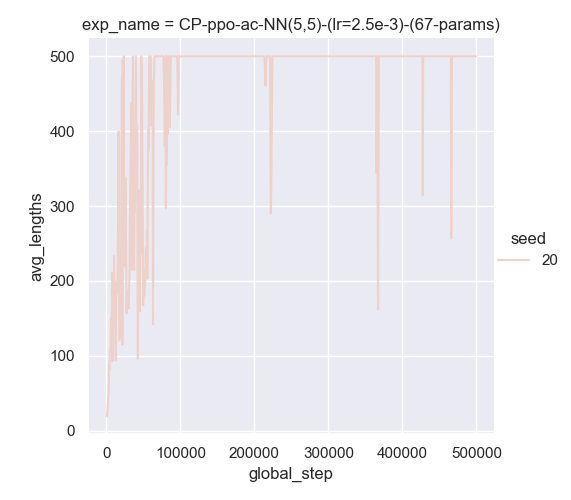 exp_name = CP-ppo-ac-NN(5,5)-(lr=2.5e-3)-(67-params)
500
400
300
200
100
0
avg_lengths
seed
20
0 100000 200000 300000 400000 500000
global_step